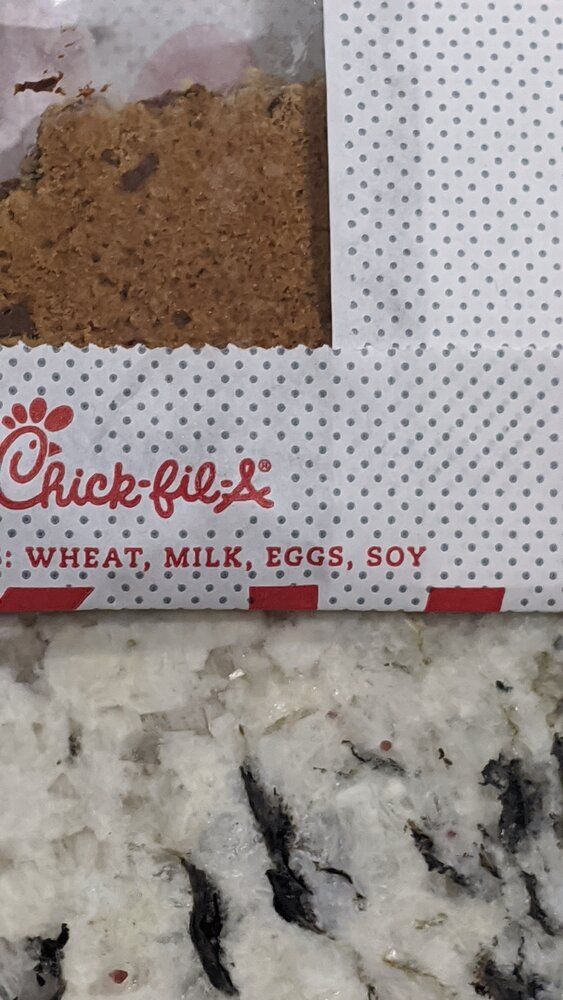 Chick-fil-A®
: WHEAT, MILK, EGGS, SOY